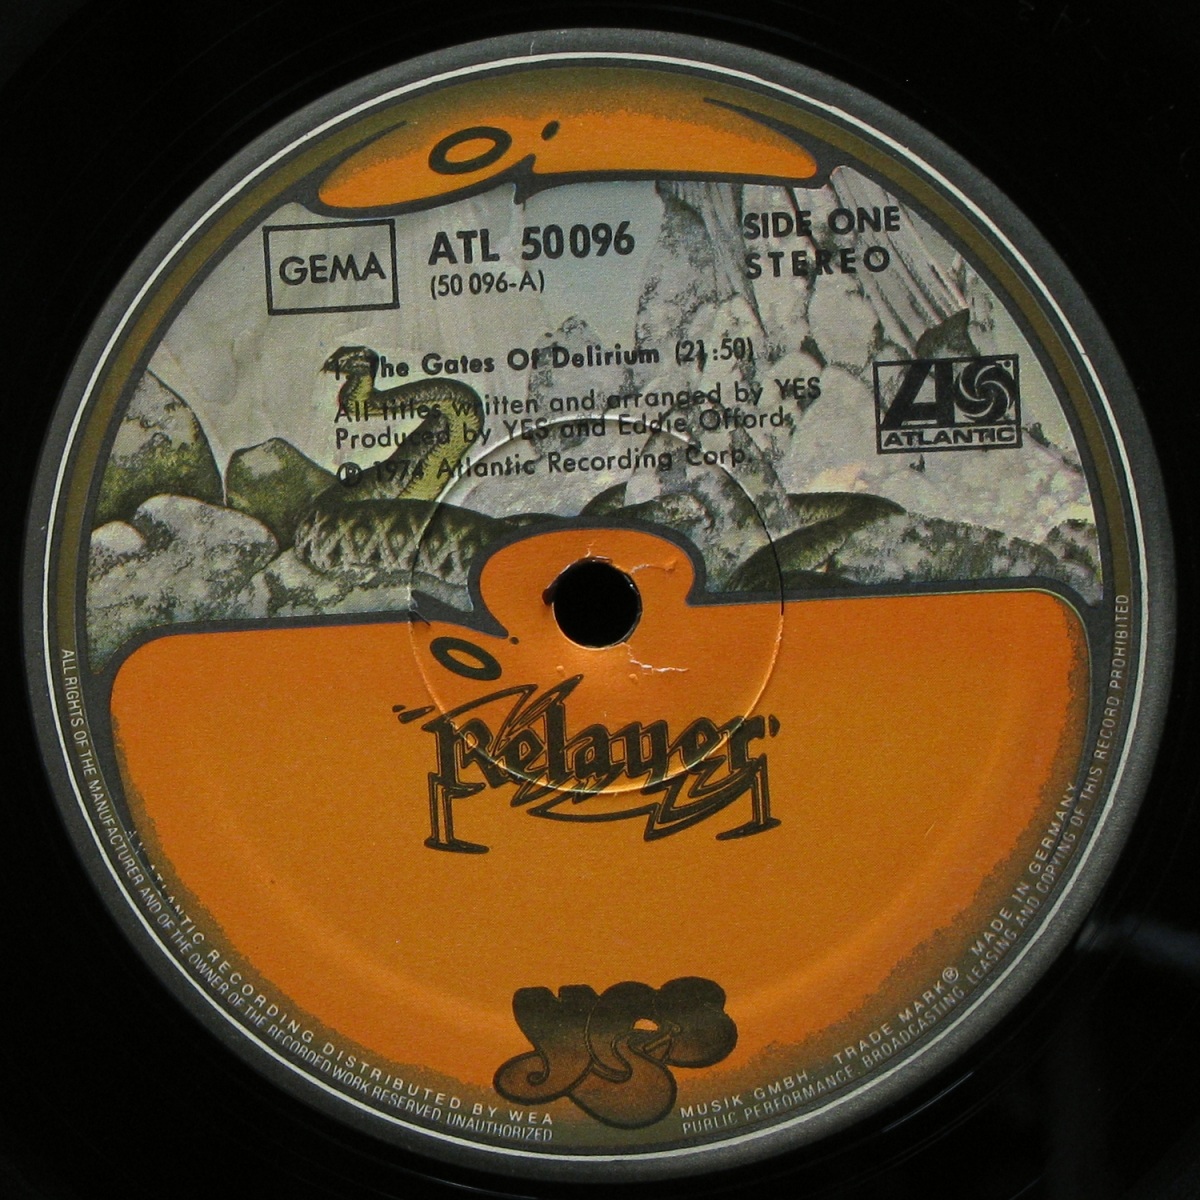 GEMA
ATL 50 096
(50 096-A)
SIDE ONE
STEREO
1. The Gates Of Delirium (21:50)
All titles written and arranged by YES
Produced by YES and Eddie Offord
℗ 1974 Atlantic Recording Corp.
ATLANTIC
Relayer
YES
ATLANTIC RECORDING DISTRIBUTED BY WEA MUSIK GMBH. TRADE MARK® MADE IN GERMANY
ALL RIGHTS OF THE MANUFACTURER AND OF THE OWNER OF THE RECORDED WORK RESERVED. UNAUTHORIZED PUBLIC PERFORMANCE. BROADCASTING. LEASING AND COPYING OF THIS RECORD PROHIBITED